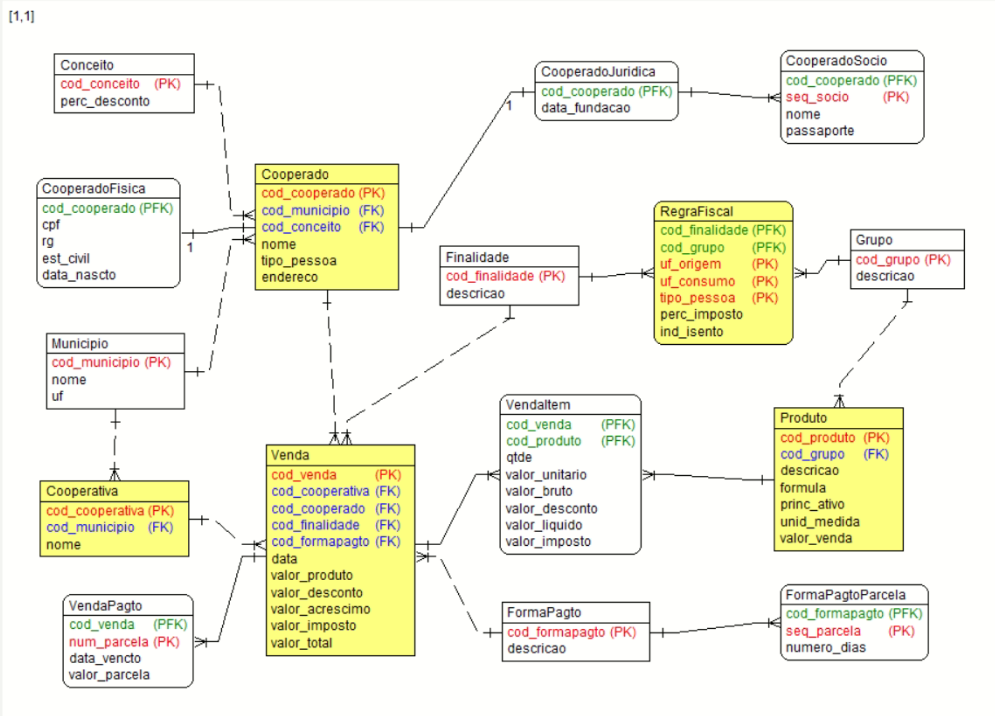 [1,1]
Conceito
cod_conceito (PK)
perc_desconto
CooperadoJuridica
cod_cooperado (PFK)
data_fundacao
1
CooperadoSocio
cod_cooperado (PFK)
seq_socio (PK)
nome
passaporte
CooperadoFisica
cod_cooperado (PFK)
cpf
rg
est_civil
data_nascto
1
Cooperado
cod_cooperado (PK)
cod_municipio (FK)
cod_conceito (FK)
nome
tipo_pessoa
endereco
Finalidade
cod_finalidade (PK)
descricao
RegraFiscal
cod_finalidade (PFK)
cod_grupo (PFK)
uf_origem (PK)
uf_consumo (PK)
tipo_pessoa (PK)
perc_imposto
ind_isento
Grupo
cod_grupo (PK)
descricao
Municipio
cod_municipio (PK)
nome
uf
Cooperativa
cod_cooperativa (PK)
cod_municipio (FK)
nome
Venda
cod_venda (PK)
cod_cooperativa (FK)
cod_cooperado (FK)
cod_finalidade (FK)
cod_formapagto (FK)
data
valor_produto
valor_desconto
valor_acrescimo
valor_imposto
valor_total
VendaItem
cod_venda (PFK)
cod_produto (PFK)
qtde
valor_unitario
valor_bruto
valor_desconto
valor_liquido
valor_imposto
Produto
cod_produto (PK)
cod_grupo (FK)
descricao
formula
princ_ativo
unid_medida
valor_venda
VendaPagto
cod_venda (PFK)
num_parcela (PK)
data_vencto
valor_parcela
FormaPagto
cod_formapagto (PK)
descricao
FormaPagtoParcela
cod_formapagto (PFK)
seq_parcela (PK)
numero_dias